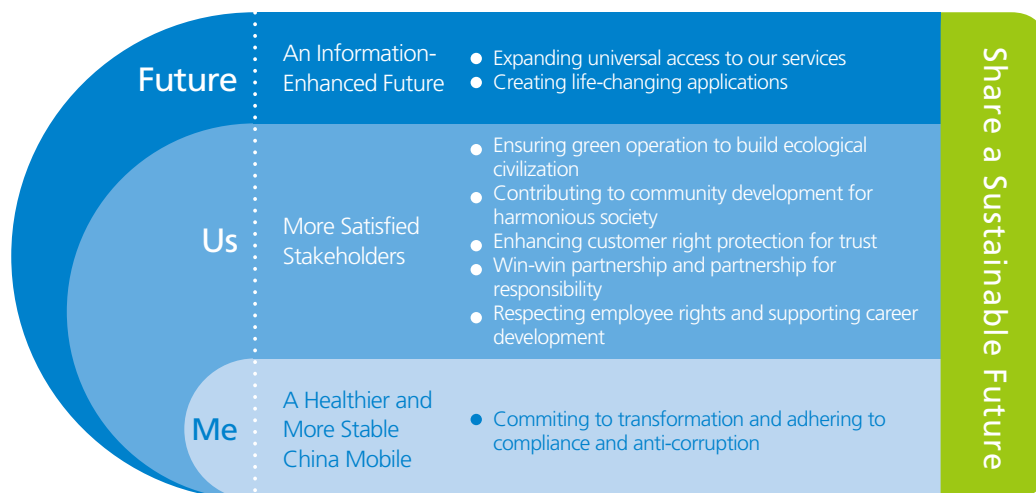 Future
An Information-
Enhanced Future
● Expanding universal access to our services
● Creating life-changing applications
Us
More Satisfied
Stakeholders
● Ensuring green operation to build ecological
civilization
● Contributing to community development for
harmonious society
● Enhancing customer right protection for trust
● Win-win partnership and partnership for
responsibility
● Respecting employee rights and supporting career
development
Me
A Healthier and
More Stable
China Mobile
● Commiting to transformation and adhering to
compliance and anti-corruption
Share a Sustainable Future